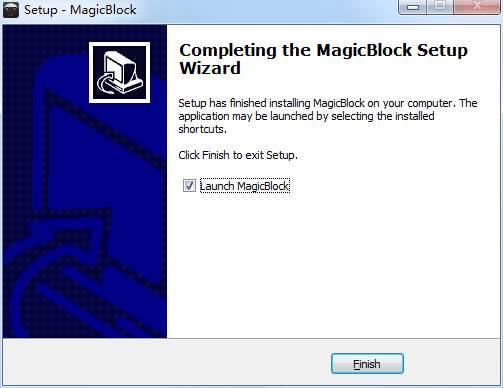 Setup - MagicBlock
Completing the MagicBlock Setup
Wizard
Setup has finished installing MagicBlock on your computer. The
application may be launched by selecting the installed
shortcuts.
Click Finish to exit Setup.
Launch MagicBlock
Finish